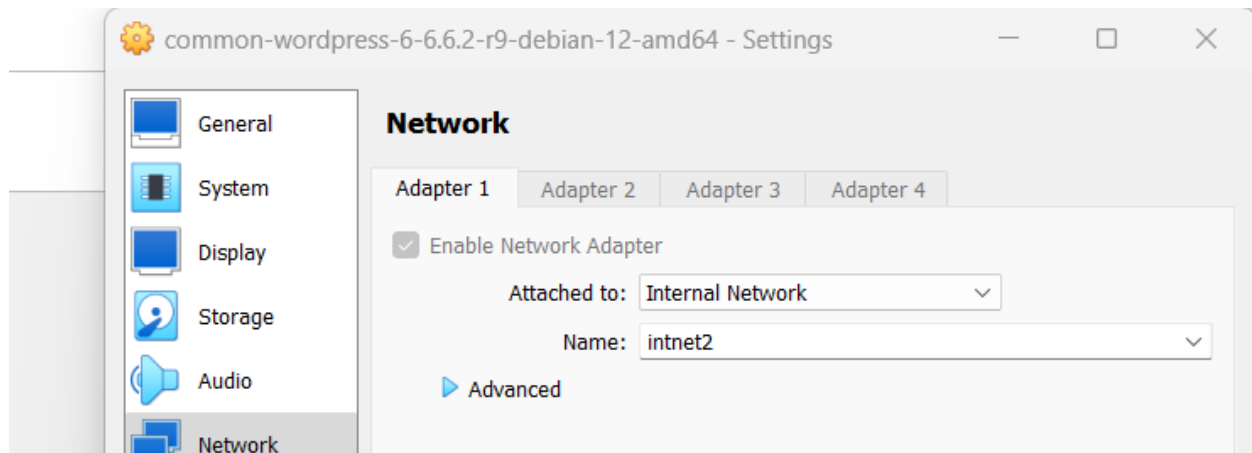 common-wordpress-6-6.6.2-r9-debian-12-amd64 - Settings
General
System
Display
Storage
Audio
Network
Network
Adapter 1 Adapter 2 Adapter 3 Adapter 4
Enable Network Adapter
Attached to: Internal Network
Name: intnet2
Advanced